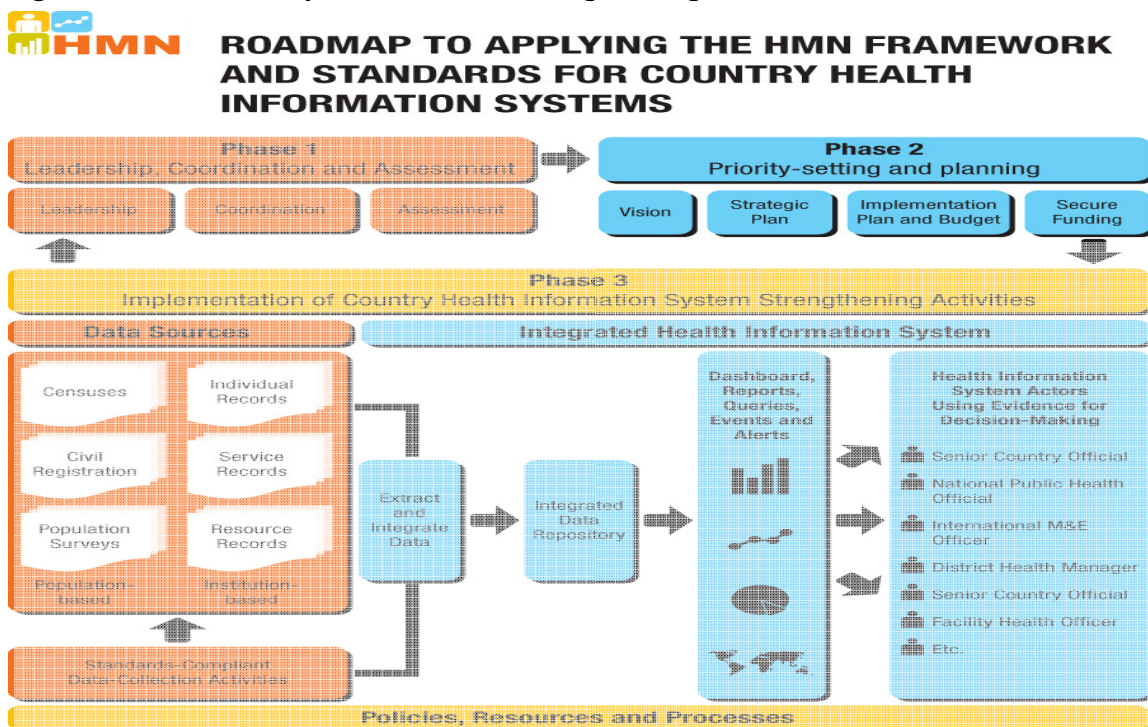 HMN
ROADMAP TO APPLYING THE HMN FRAMEWORK
AND STANDARDS FOR COUNTRY HEALTH
INFORMATION SYSTEMS
Phase 1
Leadership, Coordination and Assessment
Leadership
Coordination
Assessment
Phase 2
Priority-setting and planning
Vision
Strategic
Plan
Implementation
Plan and Budget
Secure
Funding
Phase 3
Implementation of Country Health Information System Strengthening Activities
Data Sources
Integrated Health Information System
Censuses
Individual
Records
Civil
Registration
Service
Records
Population
Surveys
Resource
Records
Population-
based
Institution-
based
Standards-Compliant
Data-Collection Activities
Extract
and
Integrate
Data
Integrated
Data
Repository
Dashboard,
Reports,
Queries,
Events and
Alerts
Health Information
System Actors
Using Evidence for
Decision-Making
Senior Country Official
National Public Health
Official
International M&E
Officer
District Health Manager
Senior Country Official
Facility Health Officer
Etc.
Policies, Resources and Processes